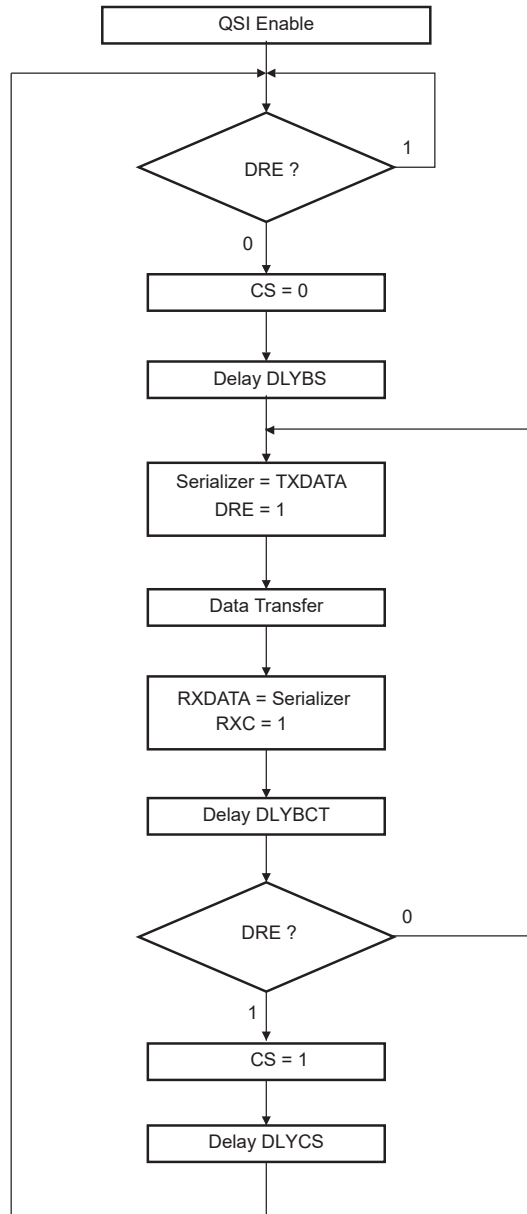 QSI Enable
DRE ?
1
0
CS = 0
Delay DLYBS
Serializer = TXDATA
DRE = 1
Data Transfer
RXDATA = Serializer
RXC = 1
Delay DLYBCT
DRE ?
0
1
CS = 1
Delay DLYCS